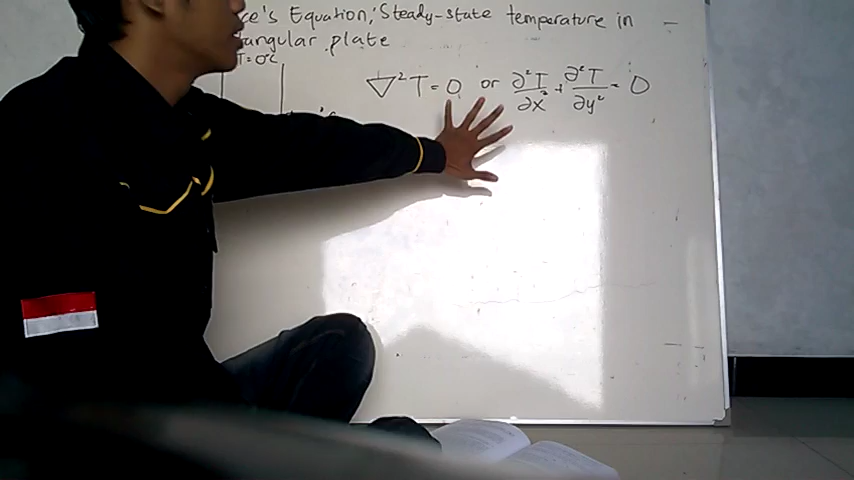 ce's Equation, Steady-state temperature in
angular plate
T=0°C
∇²T=0 or ∂²T/∂x² + ∂²T/∂y² = 0